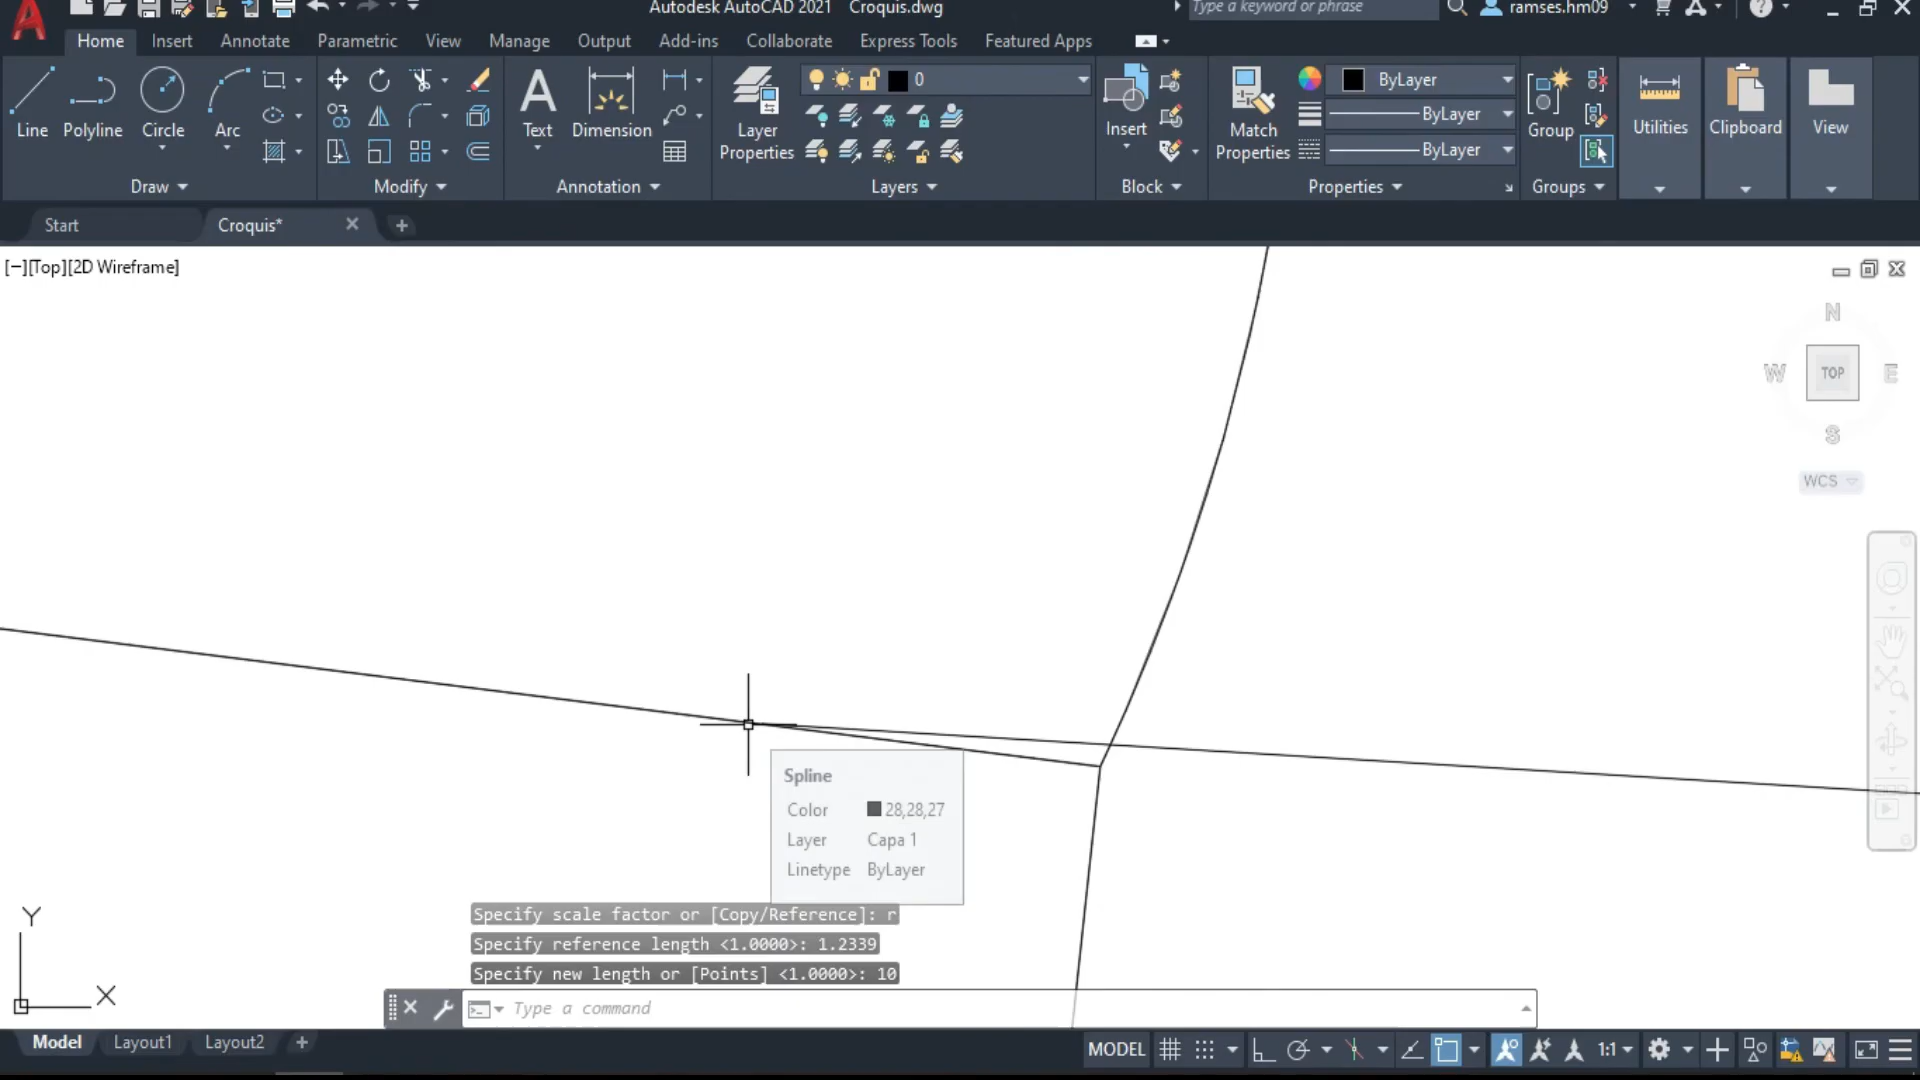 Autodesk AutoCAD 2021 Croquis.dwg
Type a keyword or phrase
ramses.hm09
Home Insert Annotate Parametric View Manage Output Add-ins Collaborate Express Tools Featured Apps
Line Polyline Circle Arc
Text Dimension
Layer Properties
0
Insert
Match Properties
ByLayer
ByLayer
ByLayer
Group
Utilities Clipboard View
Draw Modify Annotation Layers Block Properties Groups
Start Croquis*
[−][Top][2D Wireframe]
N
W TOP E
S
WCS
Spline
Color 28,28,27
Layer Capa 1
Linetype ByLayer
Specify scale factor or [Copy/Reference]: r
Specify reference length <1.0000>: 1.2339
Specify new length or [Points] <1.0000>: 10
Type a command
Y
X
Model Layout1 Layout2
MODEL 1:1